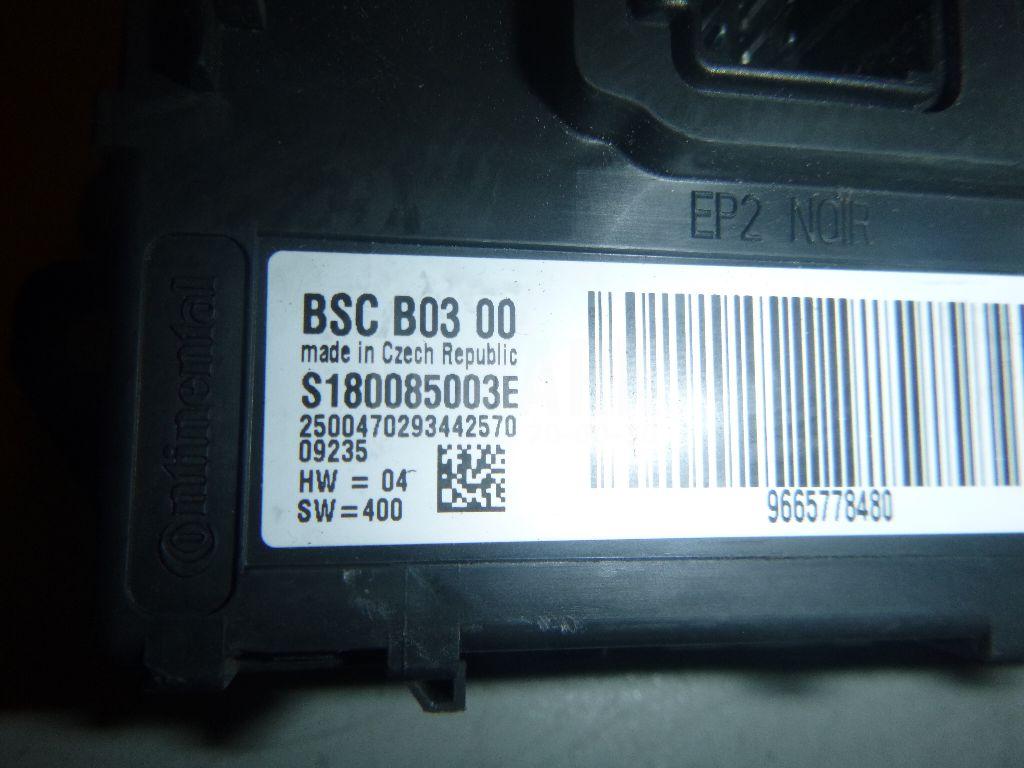 EP2 NOIR
Continental
BSC B03 00
made in Czech Republic
S180085003E
2500470293442570
09235
HW = 04
SW=400
9665778480